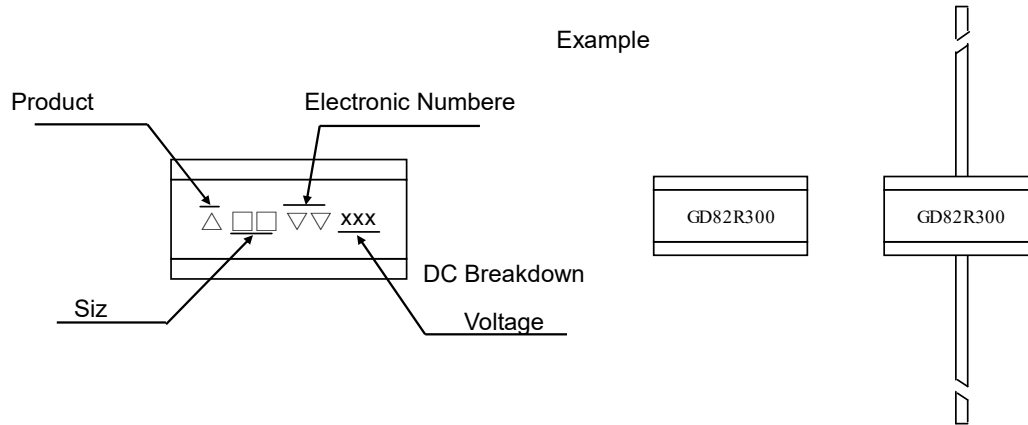 Example
Product
Electronic Numbere
△ □□ ▽▽ xxx
GD82R300
GD82R300
DC Breakdown
Siz
Voltage